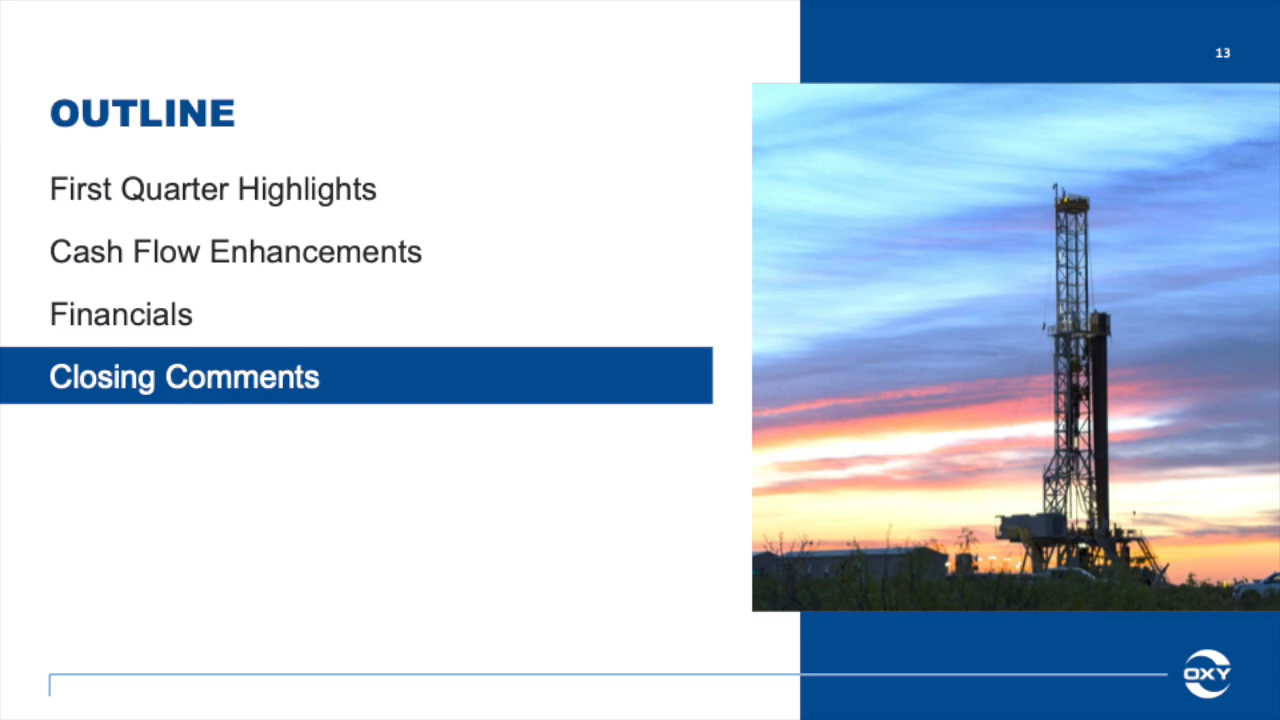 13
OUTLINE
First Quarter Highlights
Cash Flow Enhancements
Financials
Closing Comments
OXY